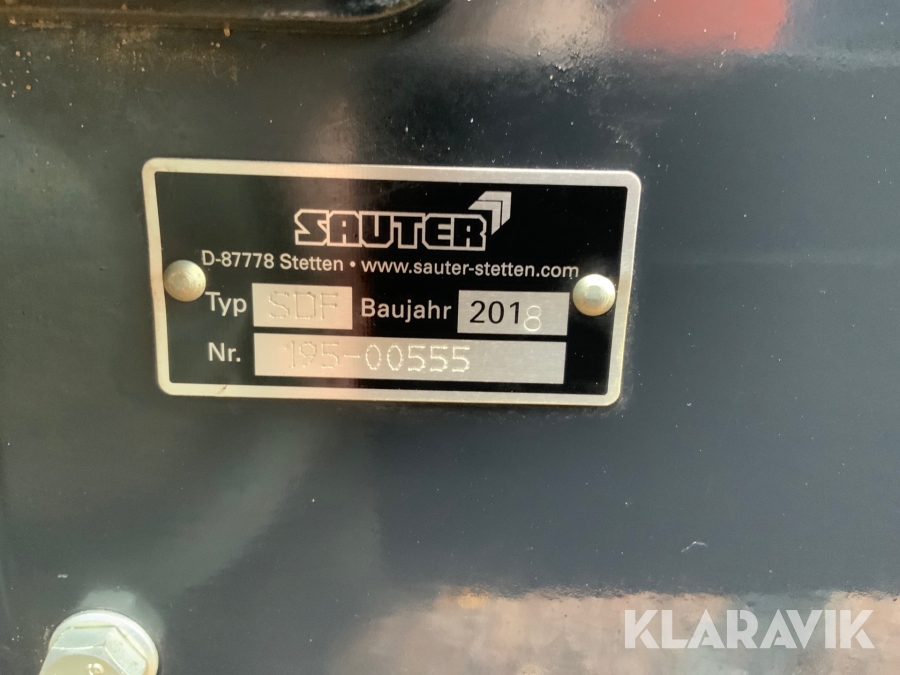 SAUTER
D-87778 Stetten • www.sauter-stetten.com
Typ SDF Baujahr 2018
Nr. 195-00555
KLARAVIK